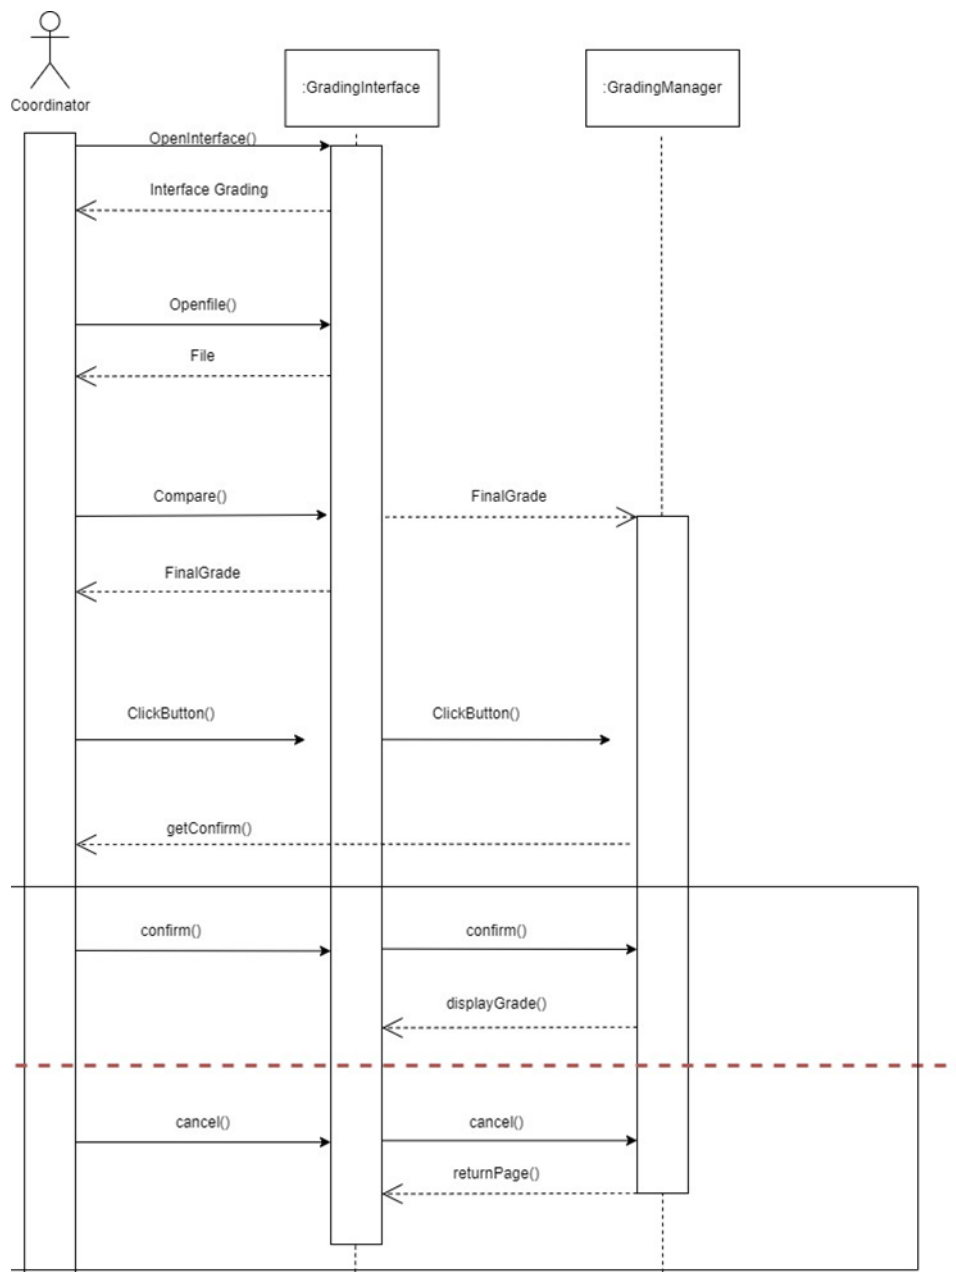 Coordinator
:GradingInterface
:GradingManager
OpenInterface()
Interface Grading
Openfile()
File
Compare()
FinalGrade
FinalGrade
ClickButton()
ClickButton()
getConfirm()
confirm()
confirm()
displayGrade()
cancel()
cancel()
returnPage()